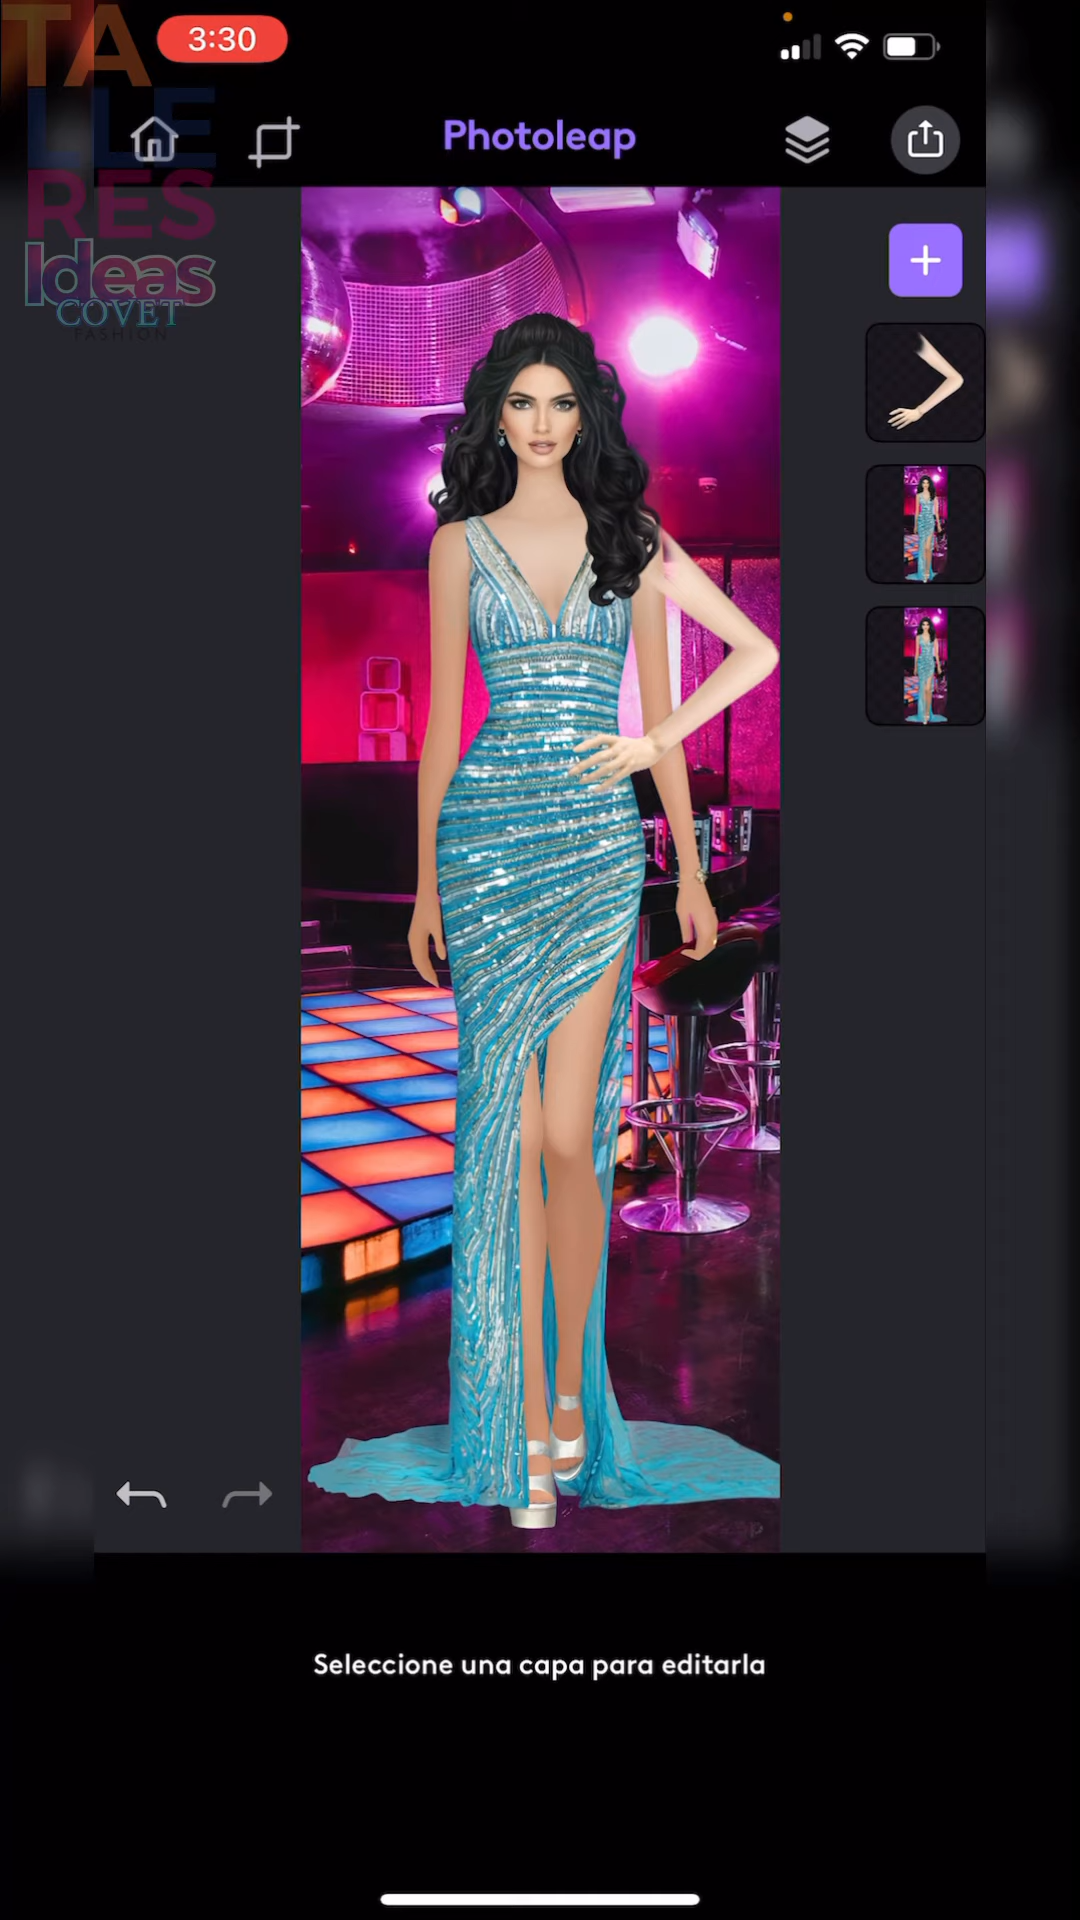 TA
LLE
RES
Ideas
COVET
FASHION
3:30
Photoleap
Seleccione una capa para editarla